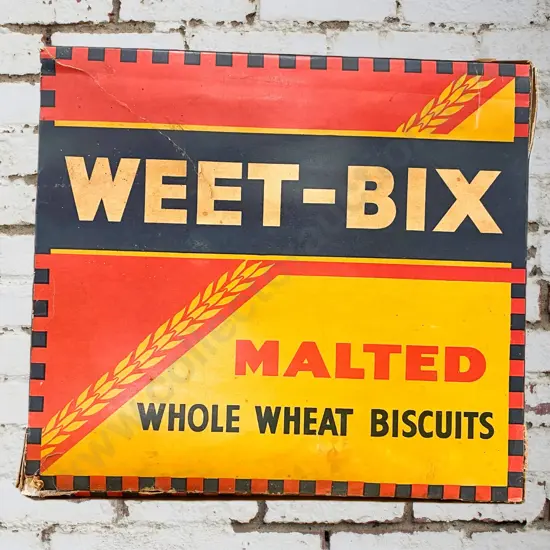 WEET-BIX
MALTED
WHOLE WHEAT BISCUITS